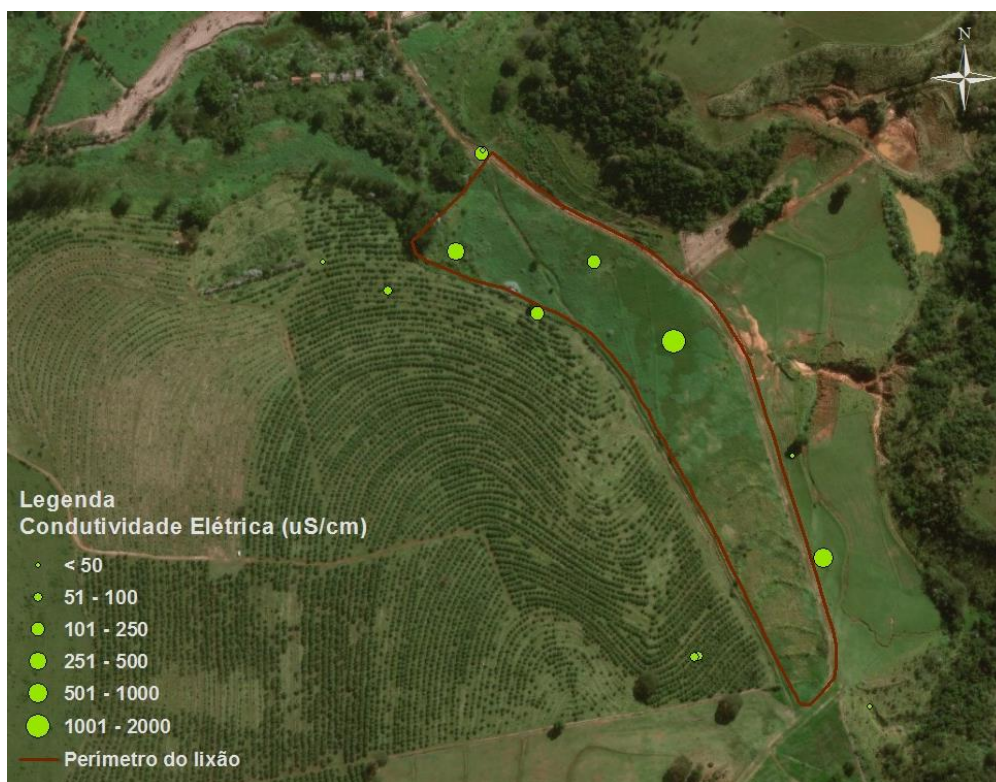 N
Legenda
Condutividade Elétrica (uS/cm)
< 50
51 - 100
101 - 250
251 - 500
501 - 1000
1001 - 2000
Perímetro do lixão